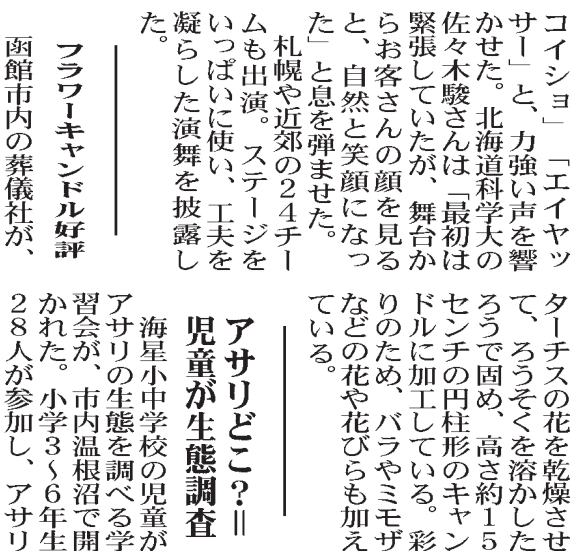 コイショ」「エイヤッ
サー」と、力強い声を響
かせた。北海道科学大の
佐々木駿さんは「最初は
緊張していたが、舞台か
らお客さんの顔を見る
と、自然と笑顔になっ
た」と息を弾ませた。
札幌や近郊の24チー
ムも出演。ステージを
いっぱいに使い、工夫を
凝らした演舞を披露し
た。
フラワーキャンドル好評
函館市内の葬儀社が、
ターチスの花を乾燥させ
て、ろうそくを溶かした
ろうで固め、高さ約15
センチの円柱形のキャン
ドルに加工している。彩
りのため、バラやミモザ
などの花や花びらも加え
ている。
アサリどこ?＝
児童が生態調査
海星小中学校の児童が
アサリの生態を調べる学
習会が、市内温根沼で開
かれた。小学3～6年生
28人が参加し、アサリ